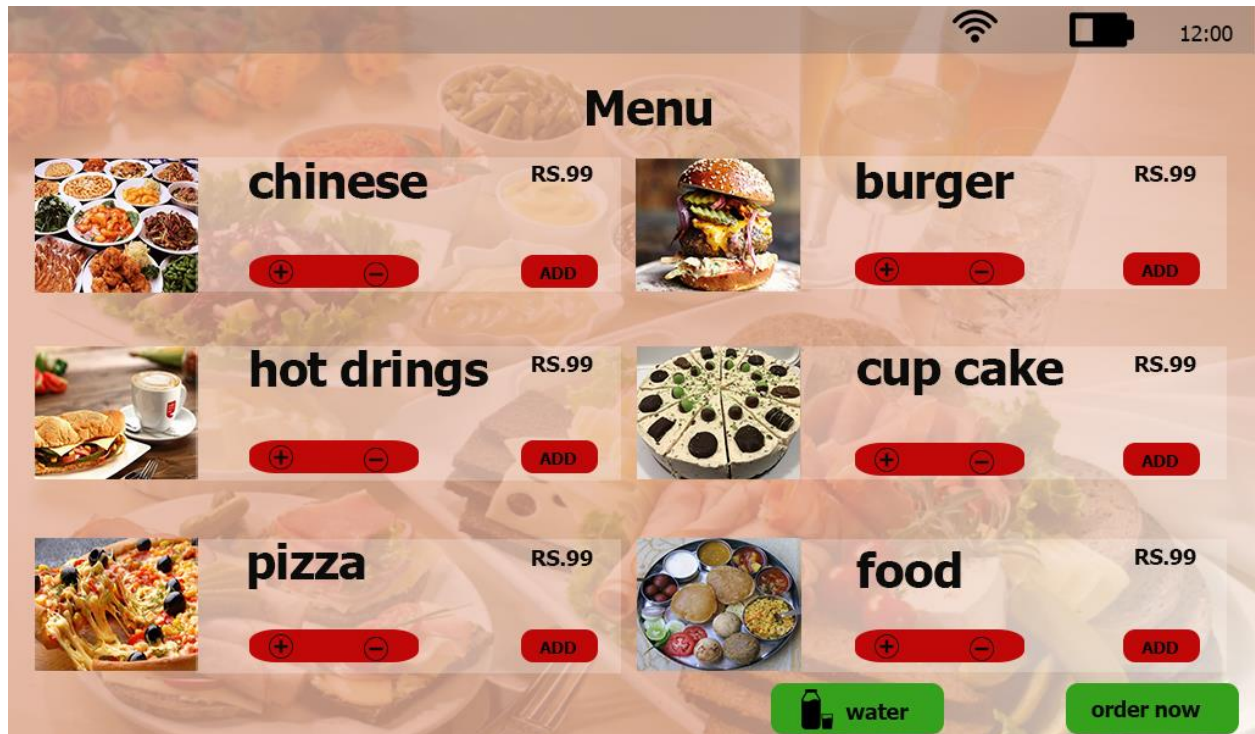 12:00
Menu
chinese
RS.99
ADD
burger
RS.99
ADD
hot drings
RS.99
ADD
cup cake
RS.99
ADD
pizza
RS.99
ADD
food
RS.99
ADD
water
order now